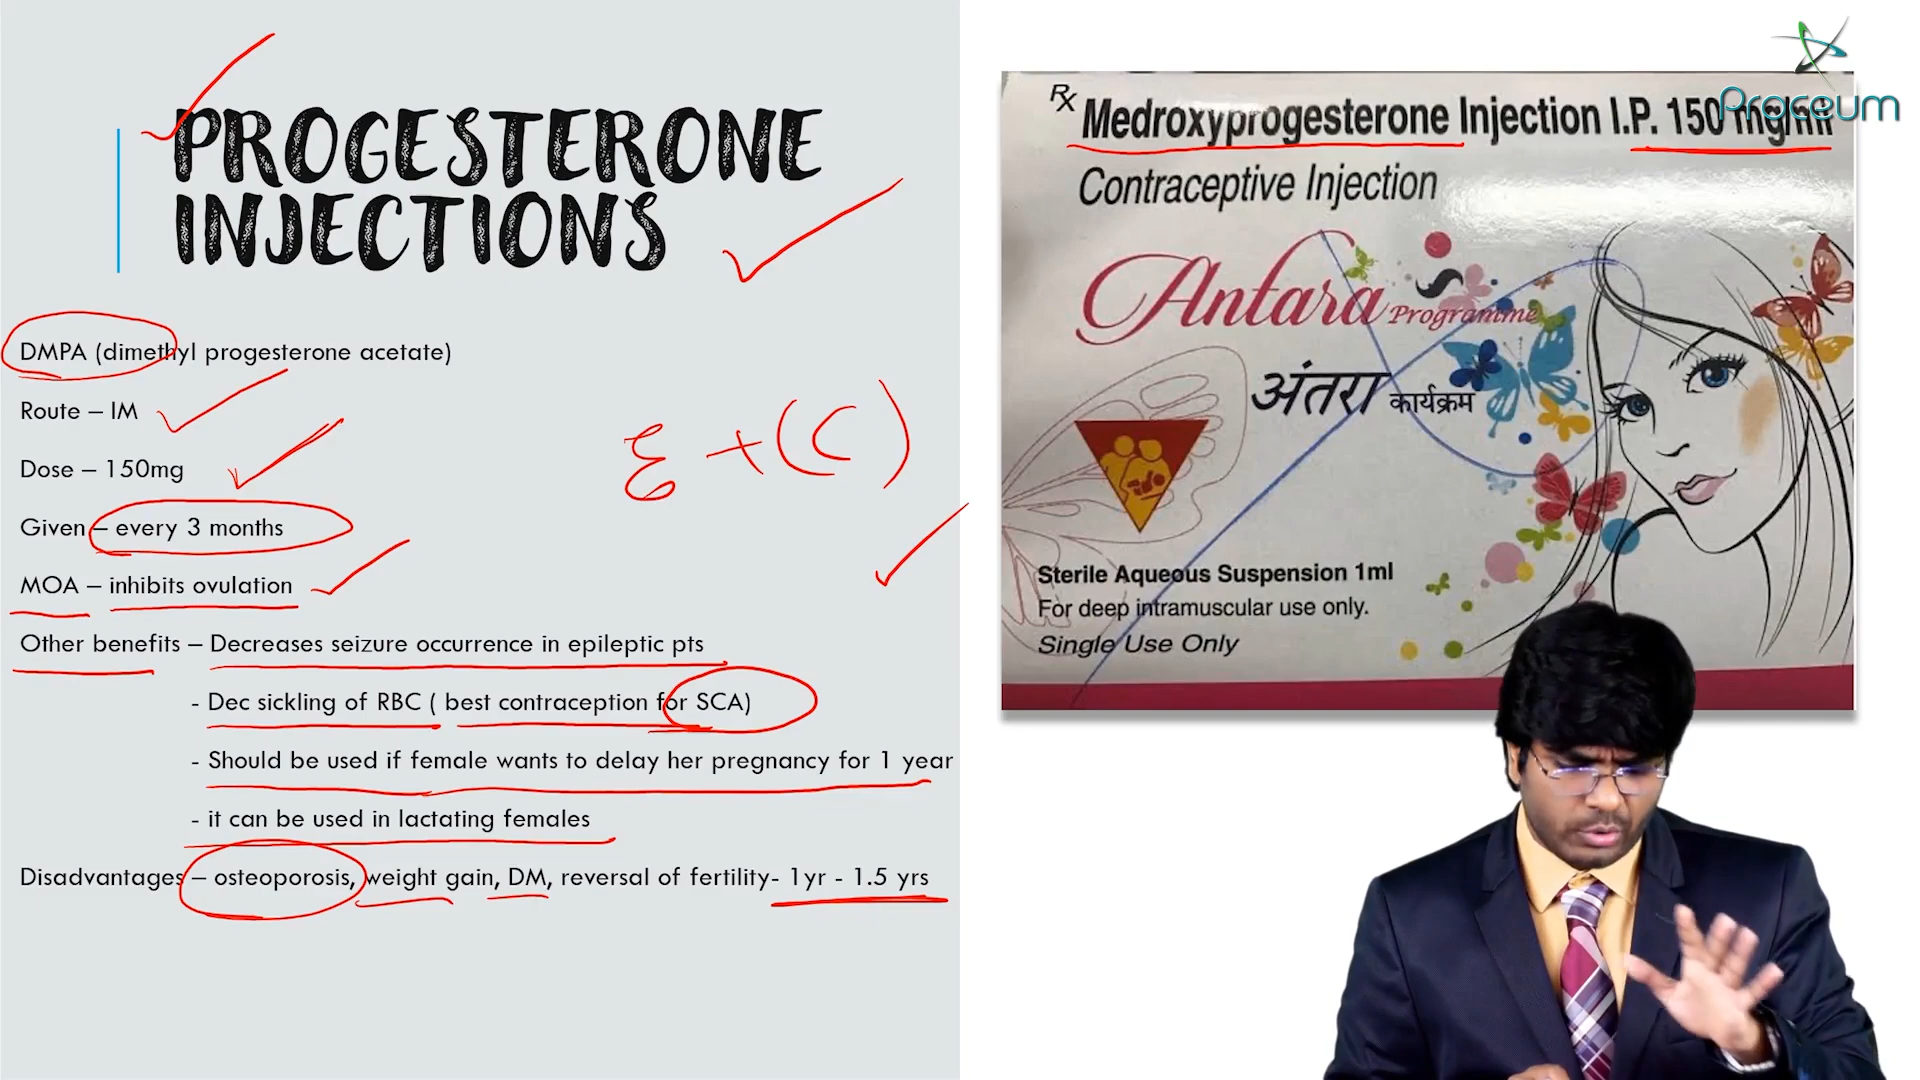 PROGESTERONE
INJECTIONS
DMPA (dimethyl progesterone acetate)
Route – IM
Dose – 150mg
Given – every 3 months
MOA – inhibits ovulation
Other benefits – Decreases seizure occurrence in epileptic pts
- Dec sickling of RBC ( best contraception for SCA)
- Should be used if female wants to delay her pregnancy for 1 year
- it can be used in lactating females
Disadvantages – osteoporosis, weight gain, DM, reversal of fertility- 1yr - 1.5 yrs
Proceum
Rx Medroxyprogesterone Injection I.P. 150 mg/ml
Contraceptive Injection
Antara Programme
अंतरा कार्यक्रम
Sterile Aqueous Suspension 1ml
For deep intramuscular use only.
Single Use Only